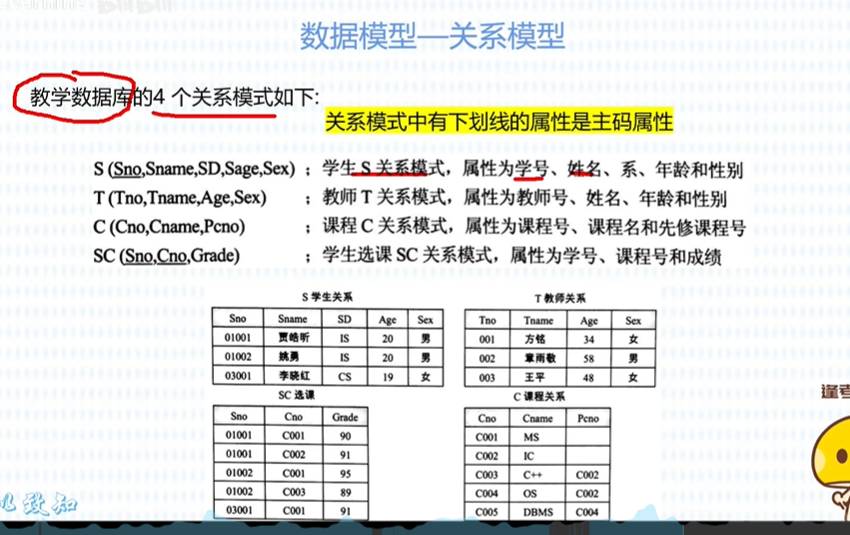 数据模型—关系模型
教学数据库的4 个关系模式如下:
关系模式中有下划线的属性是主码属性
S (Sno,Sname,SD,Sage,Sex) ；学生 S 关系模式，属性为学号、姓名、系、年龄和性别
T (Tno,Tname,Age,Sex) ；教师 T 关系模式，属性为教师号、姓名、年龄和性别
C (Cno,Cname,Pcno) ；课程 C 关系模式，属性为课程号、课程名和先修课程号
SC (Sno,Cno,Grade) ；学生选课 SC 关系模式，属性为学号、课程号和成绩
S 学生关系
Sno Sname SD Age Sex
01001 贾皓昕 IS 20 男
01002 姚勇 IS 20 男
03001 李晓红 CS 19 女
T 教师关系
Tno Tname Age Sex
001 方铭 34 女
002 章雨敬 58 男
003 王平 48 女
SC 选课
Sno Cno Grade
01001 C001 90
01001 C002 91
01002 C001 95
01002 C003 89
03001 C001 91
C 课程关系
Cno Cname Pcno
C001 MS
C002 IC
C003 C++ C002
C004 OS C002
C005 DBMS C004
逢考
致知